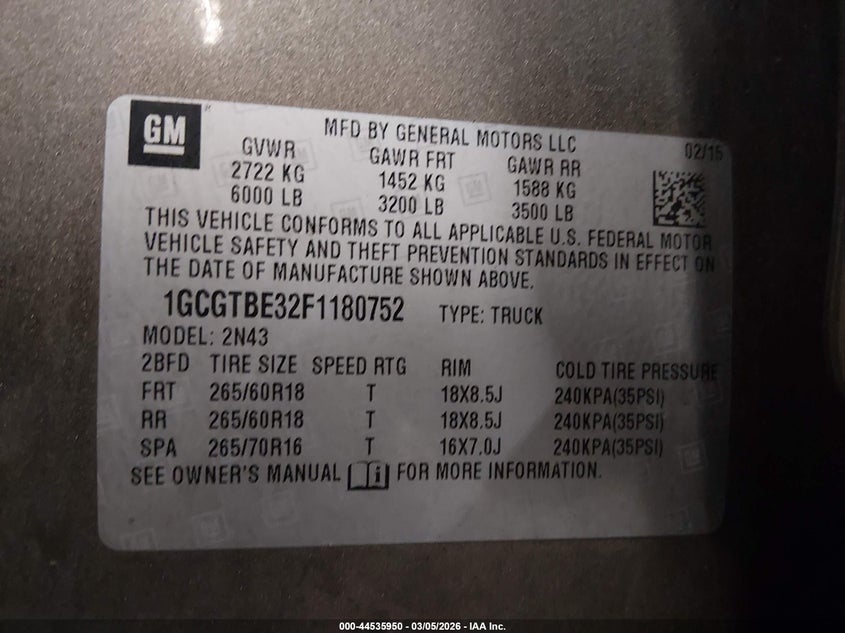 GM
MFD BY GENERAL MOTORS LLC 02/15
GVWR GAWR FRT GAWR RR
2722 KG 1452 KG 1588 KG
6000 LB 3200 LB 3500 LB
THIS VEHICLE CONFORMS TO ALL APPLICABLE U.S. FEDERAL MOTOR
VEHICLE SAFETY AND THEFT PREVENTION STANDARDS IN EFFECT ON
THE DATE OF MANUFACTURE SHOWN ABOVE.
1GCGTBE32F1180752 TYPE: TRUCK
MODEL: 2N43
2BFD TIRE SIZE SPEED RTG RIM COLD TIRE PRESSURE
FRT 265/60R18 T 18X8.5J 240KPA(35PSI)
RR 265/60R18 T 18X8.5J 240KPA(35PSI)
SPA 265/70R16 T 16X7.0J 240KPA(35PSI)
SEE OWNER'S MANUAL i FOR MORE INFORMATION.
000-44535950 - 03/05/2026 - IAA Inc.